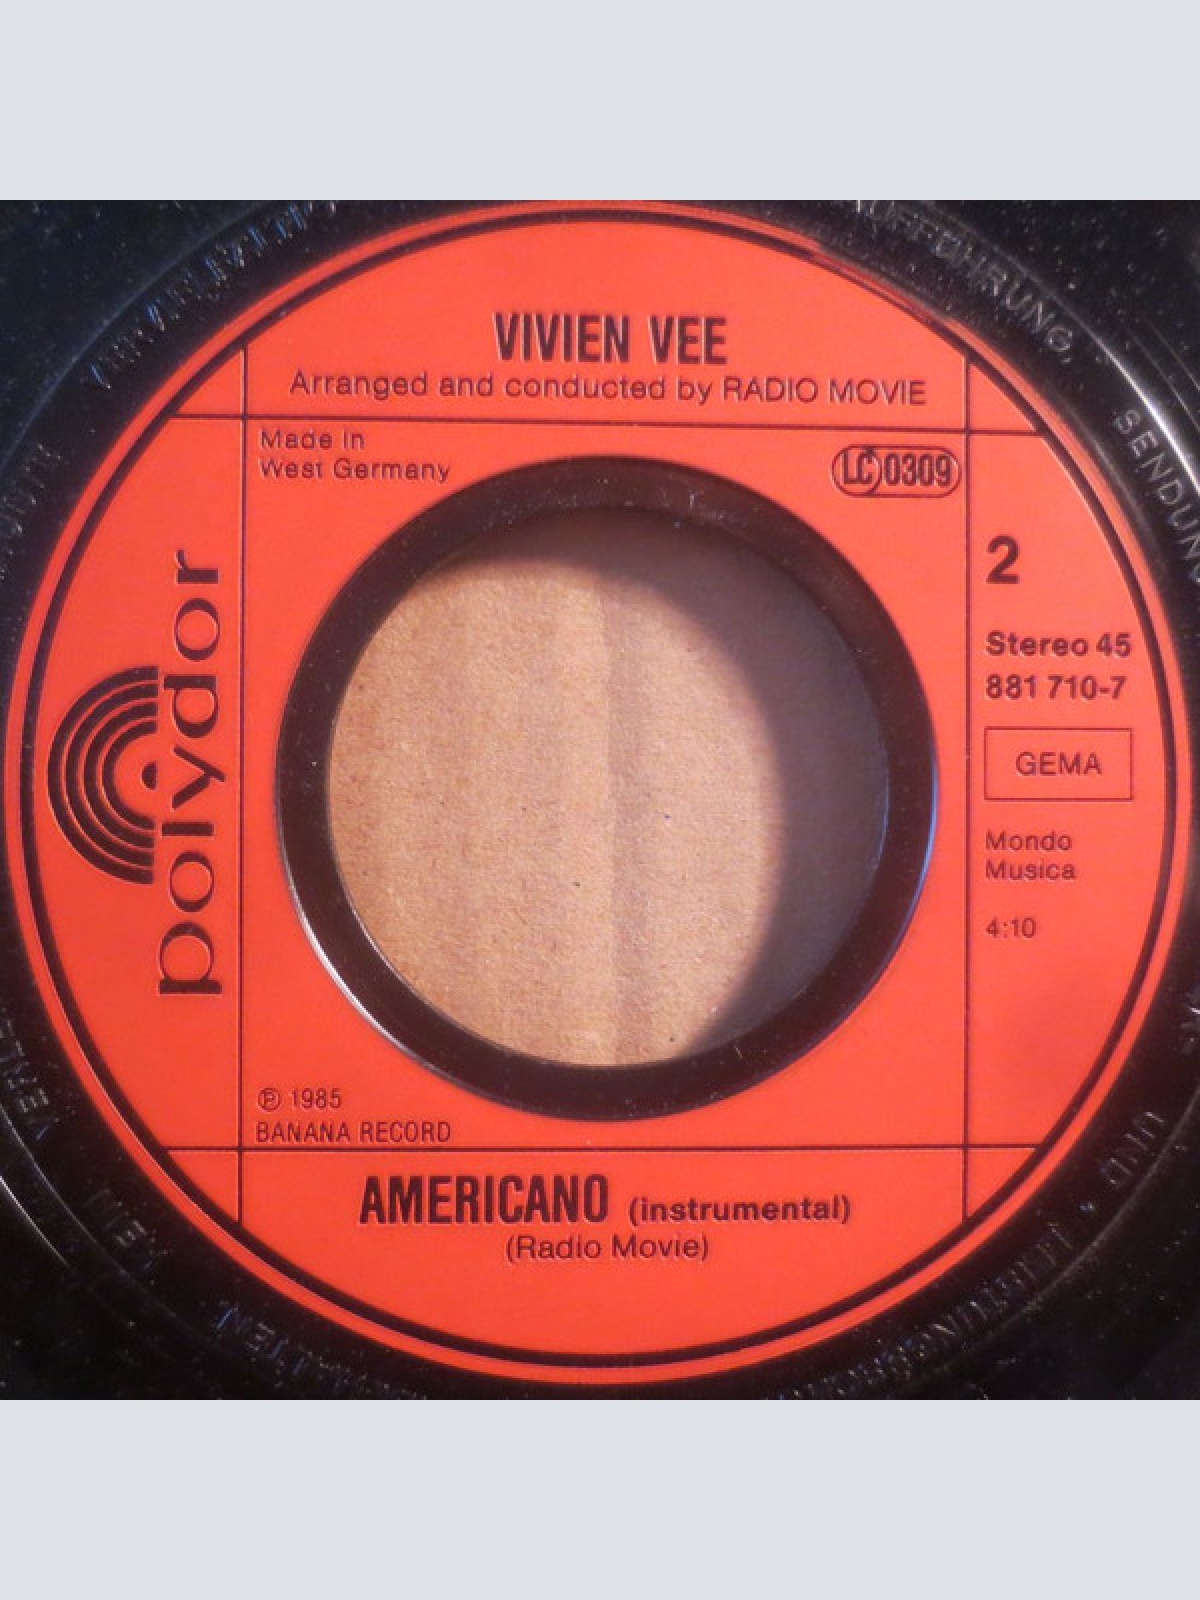 VIVIEN VEE
Arranged and conducted by RADIO MOVIE
Made in
West Germany
LC 0309
polydor
2
Stereo 45
881 710-7
GEMA
Mondo
Musica
4:10
℗ 1985
BANANA RECORD
AMERICANO (instrumental)
(Radio Movie)
SENDUNG